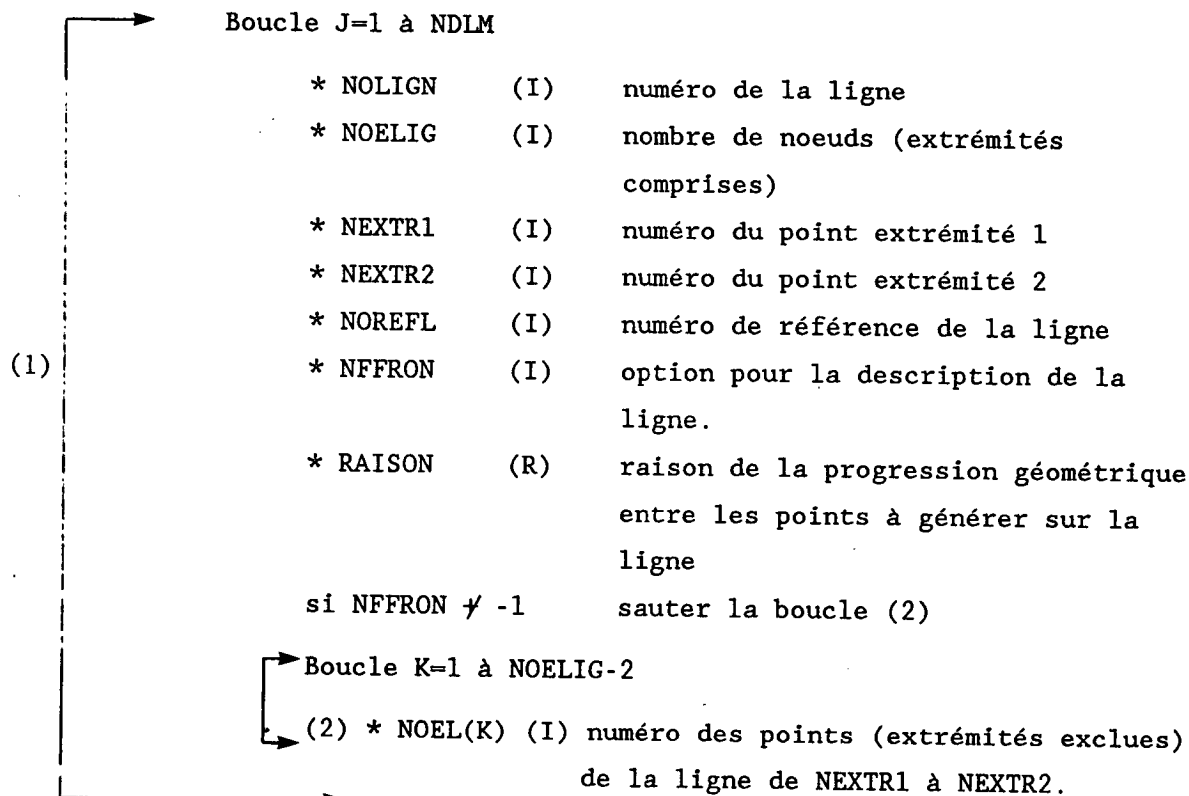 Boucle J=1 à NDLM
* NOLIGN (I) numéro de la ligne
* NOELIG (I) nombre de noeuds (extrémités
comprises)
* NEXTR1 (I) numéro du point extrémité 1
* NEXTR2 (I) numéro du point extrémité 2
* NOREFL (I) numéro de référence de la ligne
(1)
* NFFRON (I) option pour la description de la
ligne.
* RAISON (R) raison de la progression géométrique
entre les points à générer sur la
ligne
si NFFRON ≠ -1 sauter la boucle (2)
Boucle K=1 à NOELIG-2
(2) * NOEL(K) (I) numéro des points (extrémités exclues)
de la ligne de NEXTR1 à NEXTR2.